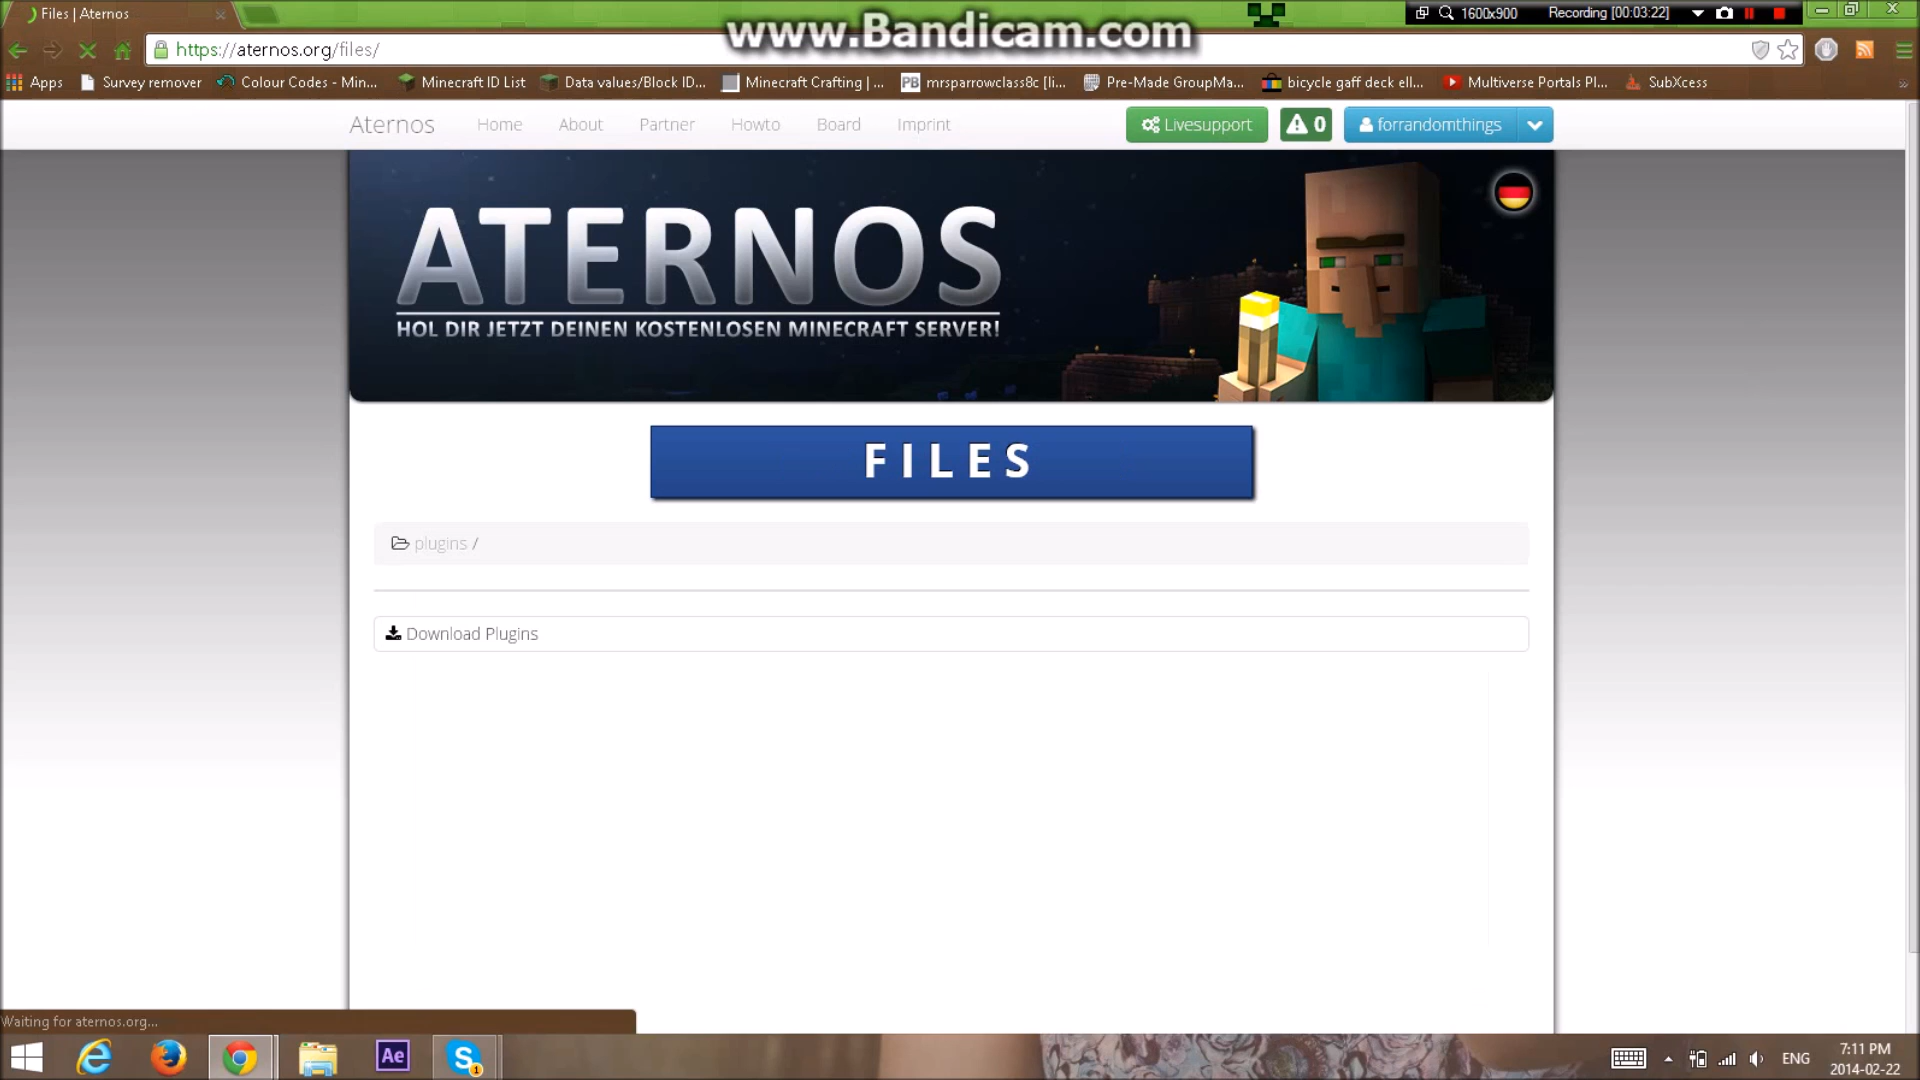 Files | Aternos
www.Bandicam.com
1600x900 Recording [00:03:22]
https://aternos.org/files/
Apps Survey remover Colour Codes - Min... Minecraft ID List Data values/Block ID... Minecraft Crafting | ... PB mrsparrowclass8c [li... Pre-Made GroupMa... bicycle gaff deck ell... Multiverse Portals Pl... SubXcess »
Aternos Home About Partner Howto Board Imprint Livesupport 0 forrandomthings
ATERNOS
HOL DIR JETZT DEINEN KOSTENLOSEN MINECRAFT SERVER!
FILES
plugins /
Download Plugins
Waiting for aternos.org...
Ae
1
ENG
7:11 PM
2014-02-22